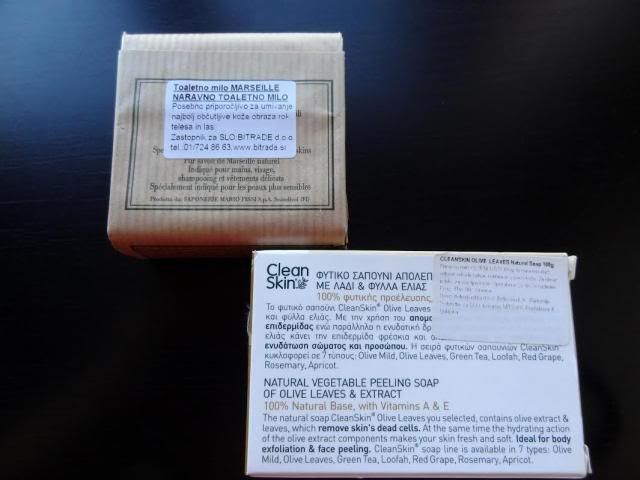 Toaletno milo MARSEILLE
NARAVNO TOALETNO MILO
Posebno priporočljivo za umivanje
najbolj občutljive kože obraza rok
telesa in las.
Zastopnik za SLO:BITRADE d.o.o.
tel.:01/724 86 63,www.bitrade.si
Pur savon de Marseille naturel
Indiqué pour mains, visage,
shampooing et vêtements délicats
Spécialement indiqué pour les peaux plus sensibles
Prodotto da: SAPONERIE MARIO FISSI S.p.A.
Clean
Skin
ΦΥΤΙΚΟ ΣΑΠΟΥΝΙ ΑΠΟΛΕΠ
ΜΕ ΛΑΔΙ & ΦΥΛΛΑ ΕΛΙΑΣ
100% φυτικής προέλευσης,
Το φυτικό σαπούνι CleanSkin® Olive Leaves
και φύλλα ελιάς. Με την χρήση του απομα
επιδερμίδας ενώ παράλληλα η ενυδατική δρ
ελιάς κάνει την επιδερμίδα φρέσκια και
ενυδάτωση σώματος και προσώπου. Η σειρά φυτικών σαπουνιών CleanSkin
κυκλοφορεί σε 7 τύπους: Olive Mild, Olive Leaves, Green Tea, Loofah, Red Grape,
Rosemary, Apricot.
NATURAL VEGETABLE PEELING SOAP
OF OLIVE LEAVES & EXTRACT
100% Natural Base, with Vitamins A & E
The natural soap CleanSkin® Olive Leaves you selected, contains olive extract &
leaves, which remove skin's dead cells. At the same time the hydrating action
of the olive extract components makes your skin fresh and soft. Ideal for body
exfoliation & face peeling. CleanSkin® soap line is available in 7 types: Olive
Mild, Olive Leaves, Green Tea, Loofah, Red Grape, Rosemary, Apricot.
CLEANSKIN OLIVE LEAVES Natural Soap 100g